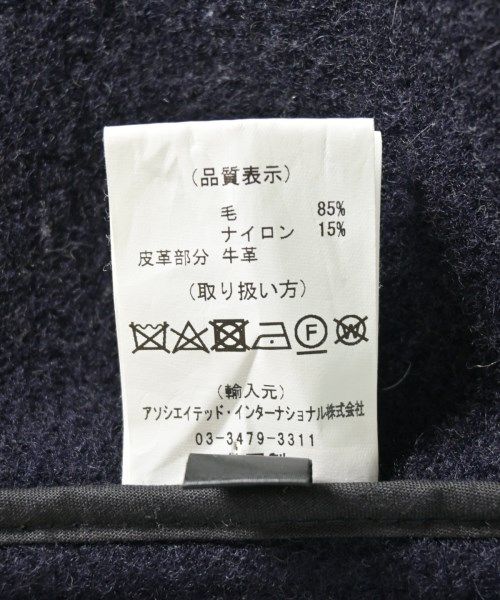 (品質表示)
毛 85%
ナイロン 15%
皮革部分 牛革
(取り扱い方)
F W
(輸入元)
アソシエイテッド・インターナショナル株式会社
03-3479-3311